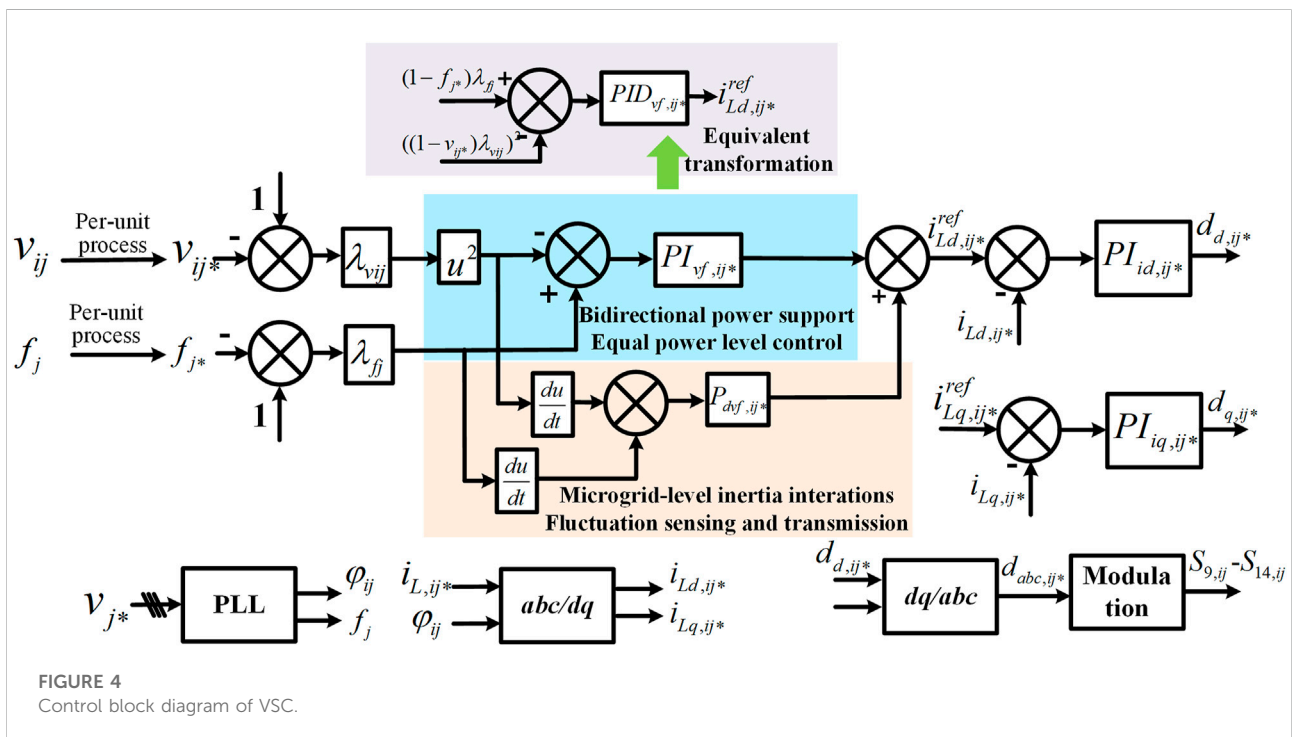 (1− f_{j*})λ_{fj} +
((1−v_{ij*})λ_{vij})^2 -
PID_{vf,ij*}
i_{Ld,ij*}^{ref}
Equivalent
transformation
1
v_{ij}
Per-unit
process
v_{ij*}
-
λ_{vij}
u^2
-
+
PI_{vf,ij*}
+
i_{Ld,ij*}^{ref}
-
i_{Ld,ij*}
PI_{id,ij*}
d_{d,ij*}
f_j
Per-unit
process
f_{j*}
-
1
λ_{fj}
Bidirectional power support
Equal power level control
du
dt
P_{dvf,ij*}
du
dt
Microgrid-level inertia interations
Fluctuation sensing and transmission
i_{Lq,ij*}^{ref}
-
i_{Lq,ij*}
PI_{iq,ij*}
d_{q,ij*}
v_{j*}
PLL
φ_{ij}
f_j
i_{L,ij*}
φ_{ij}
abc/dq
i_{Ld,ij*}
i_{Lq,ij*}
d_{d,ij*}
dq/abc
d_{abc,ij*}
Modula
tion
S_{9,ij}-S_{14,ij}
FIGURE 4
Control block diagram of VSC.